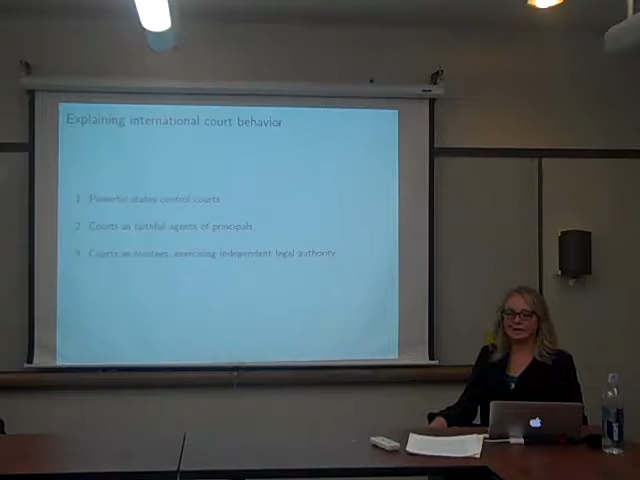 Explaining international court behavior
1 Powerful states control courts
2 Courts as faithful agents of principals
3 Courts as trustees, exercising independent legal authority